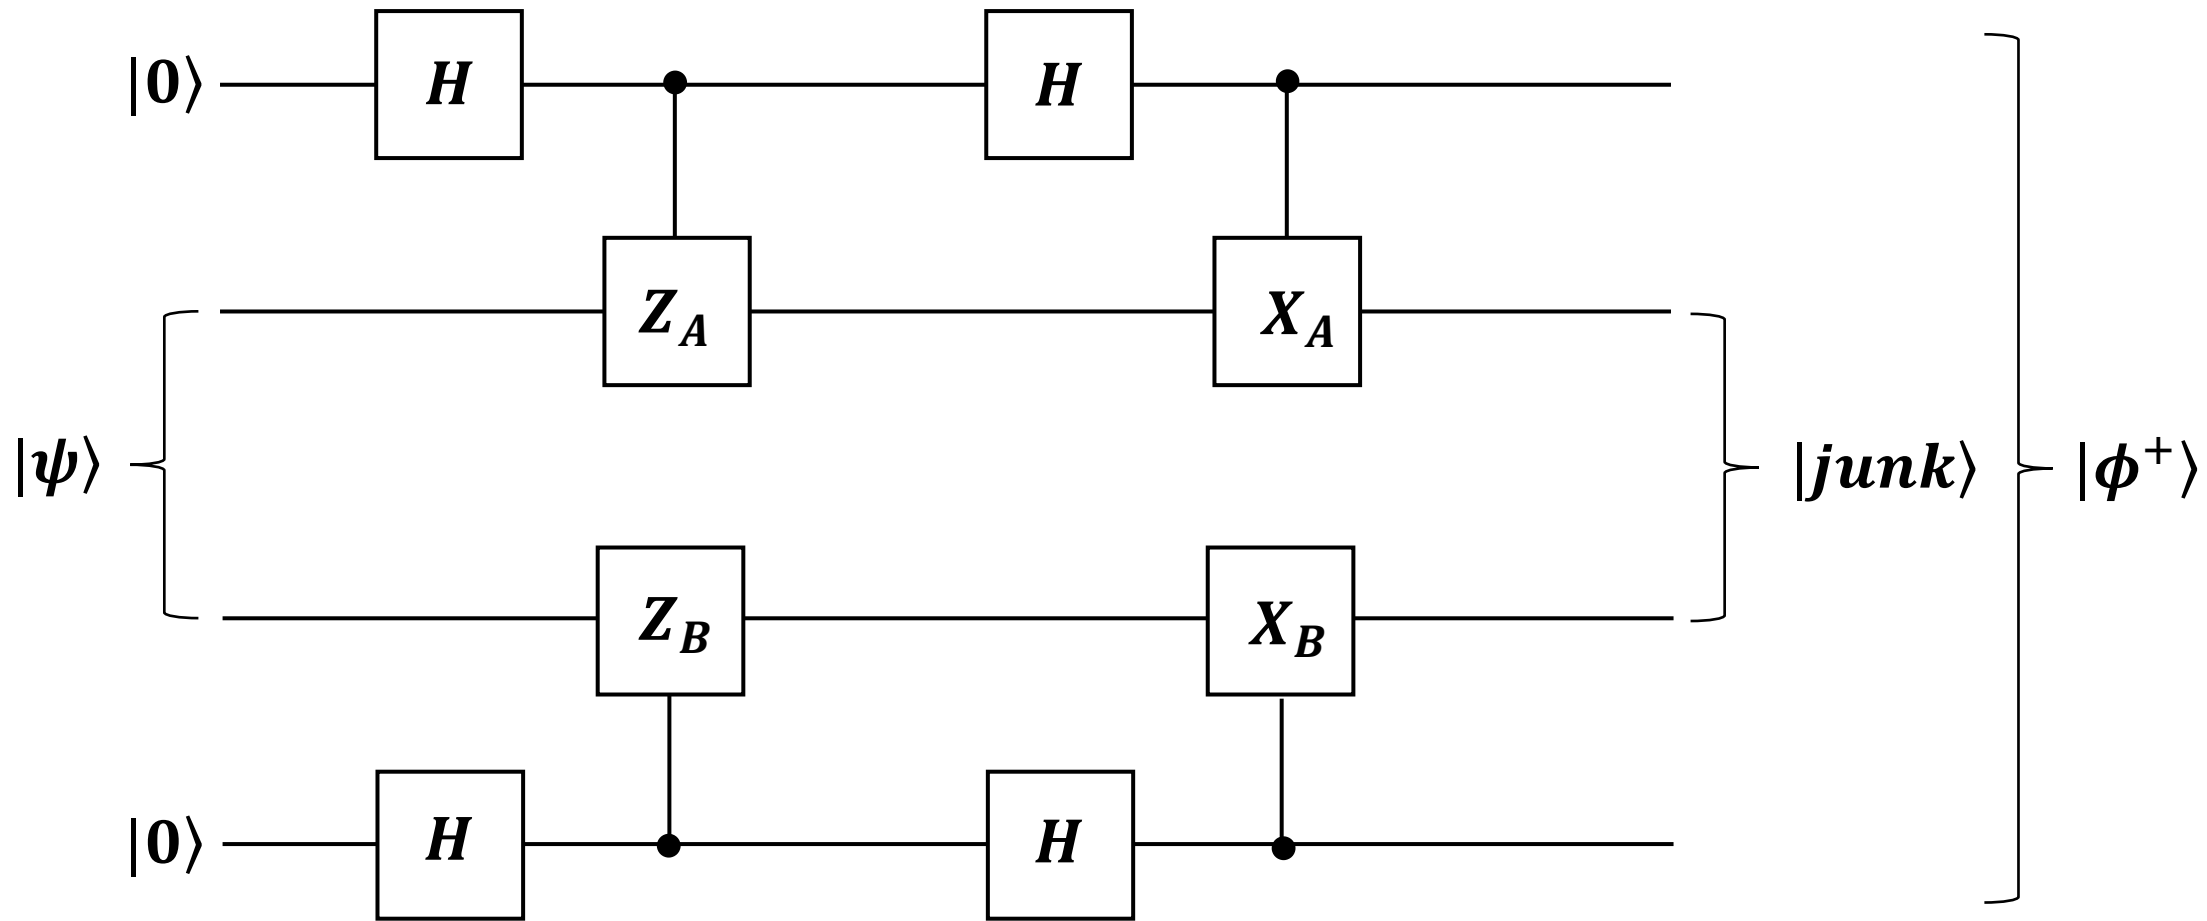 |0⟩ H H
Z_A X_A
|ψ⟩ |junk⟩ |ϕ⁺⟩
Z_B X_B
|0⟩ H H